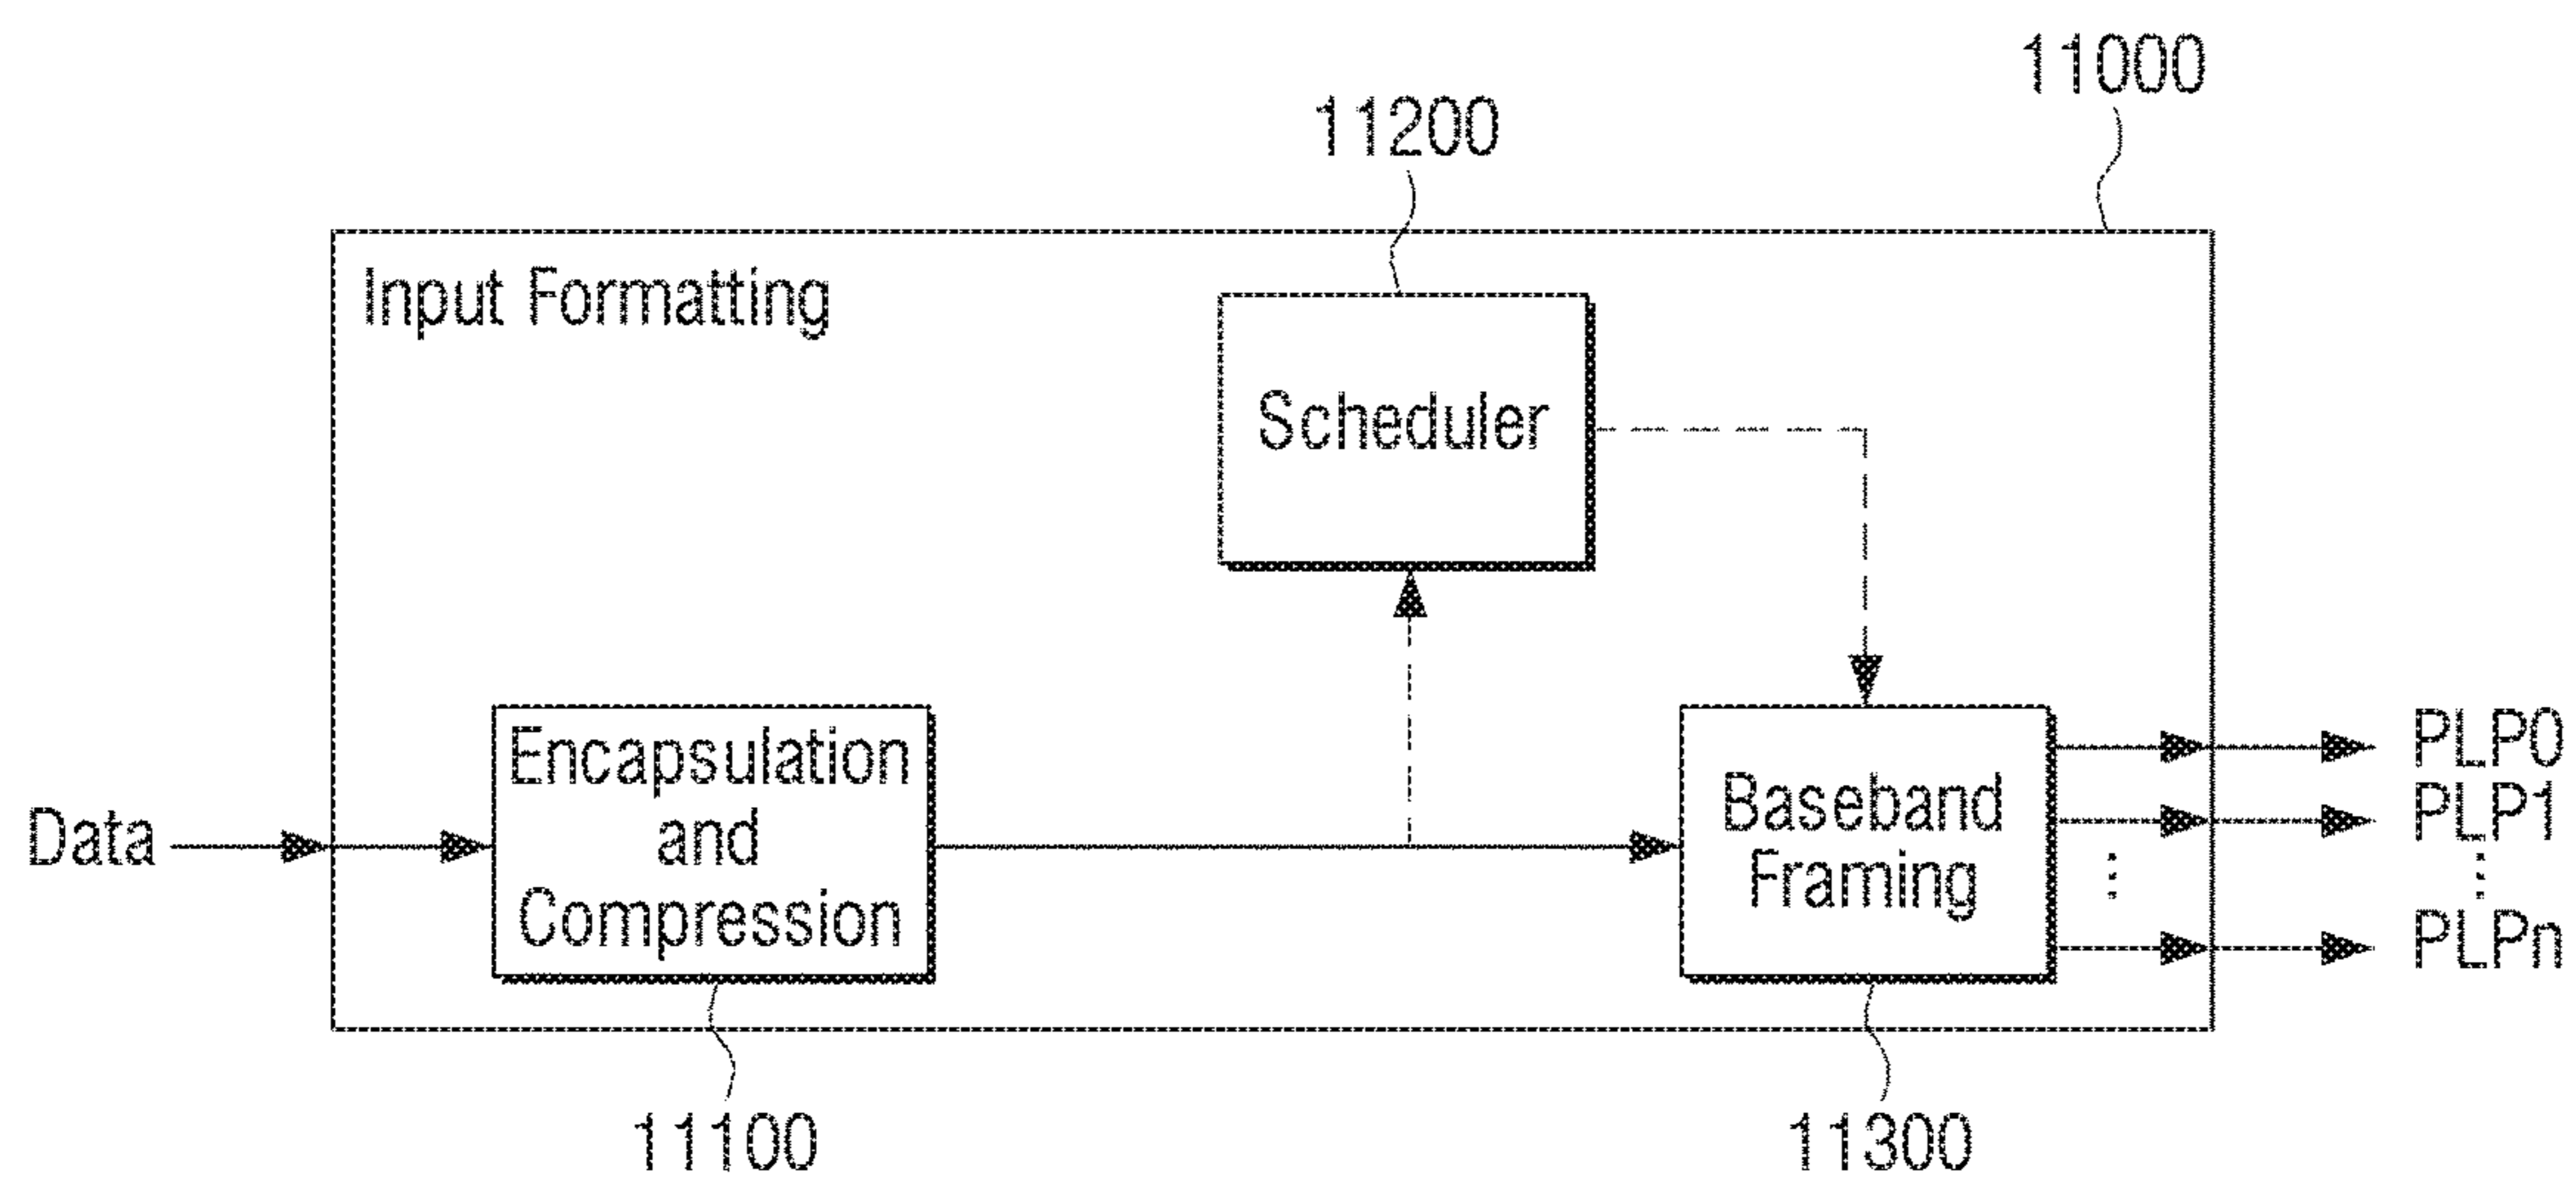 11000
11200
Input Formatting
Scheduler
Encapsulation
and
Compression
Data
Baseband
Framing
PLP0
PLP1
⋮
⋮
PLPn
11100
11300